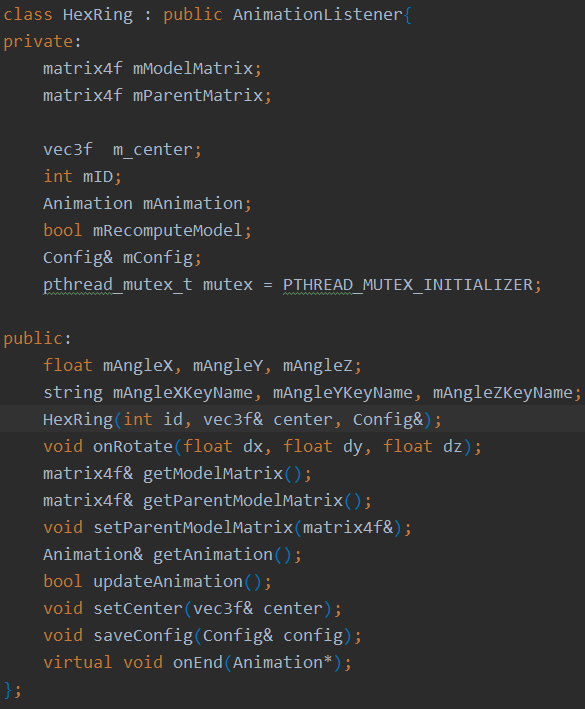 class HexRing : public AnimationListener{
private:
    matrix4f mModelMatrix;
    matrix4f mParentMatrix;

    vec3f  m_center;
    int mID;
    Animation mAnimation;
    bool mRecomputeModel;
    Config& mConfig;
    pthread_mutex_t mutex = PTHREAD_MUTEX_INITIALIZER;

public:
    float mAngleX, mAngleY, mAngleZ;
    string mAngleXKeyName, mAngleYKeyName, mAngleZKeyName;
    HexRing(int id, vec3f& center, Config&);
    void onRotate(float dx, float dy, float dz);
    matrix4f& getModelMatrix();
    matrix4f& getParentModelMatrix();
    void setParentModelMatrix(matrix4f&);
    Animation& getAnimation();
    bool updateAnimation();
    void setCenter(vec3f& center);
    void saveConfig(Config& config);
    virtual void onEnd(Animation*);
};